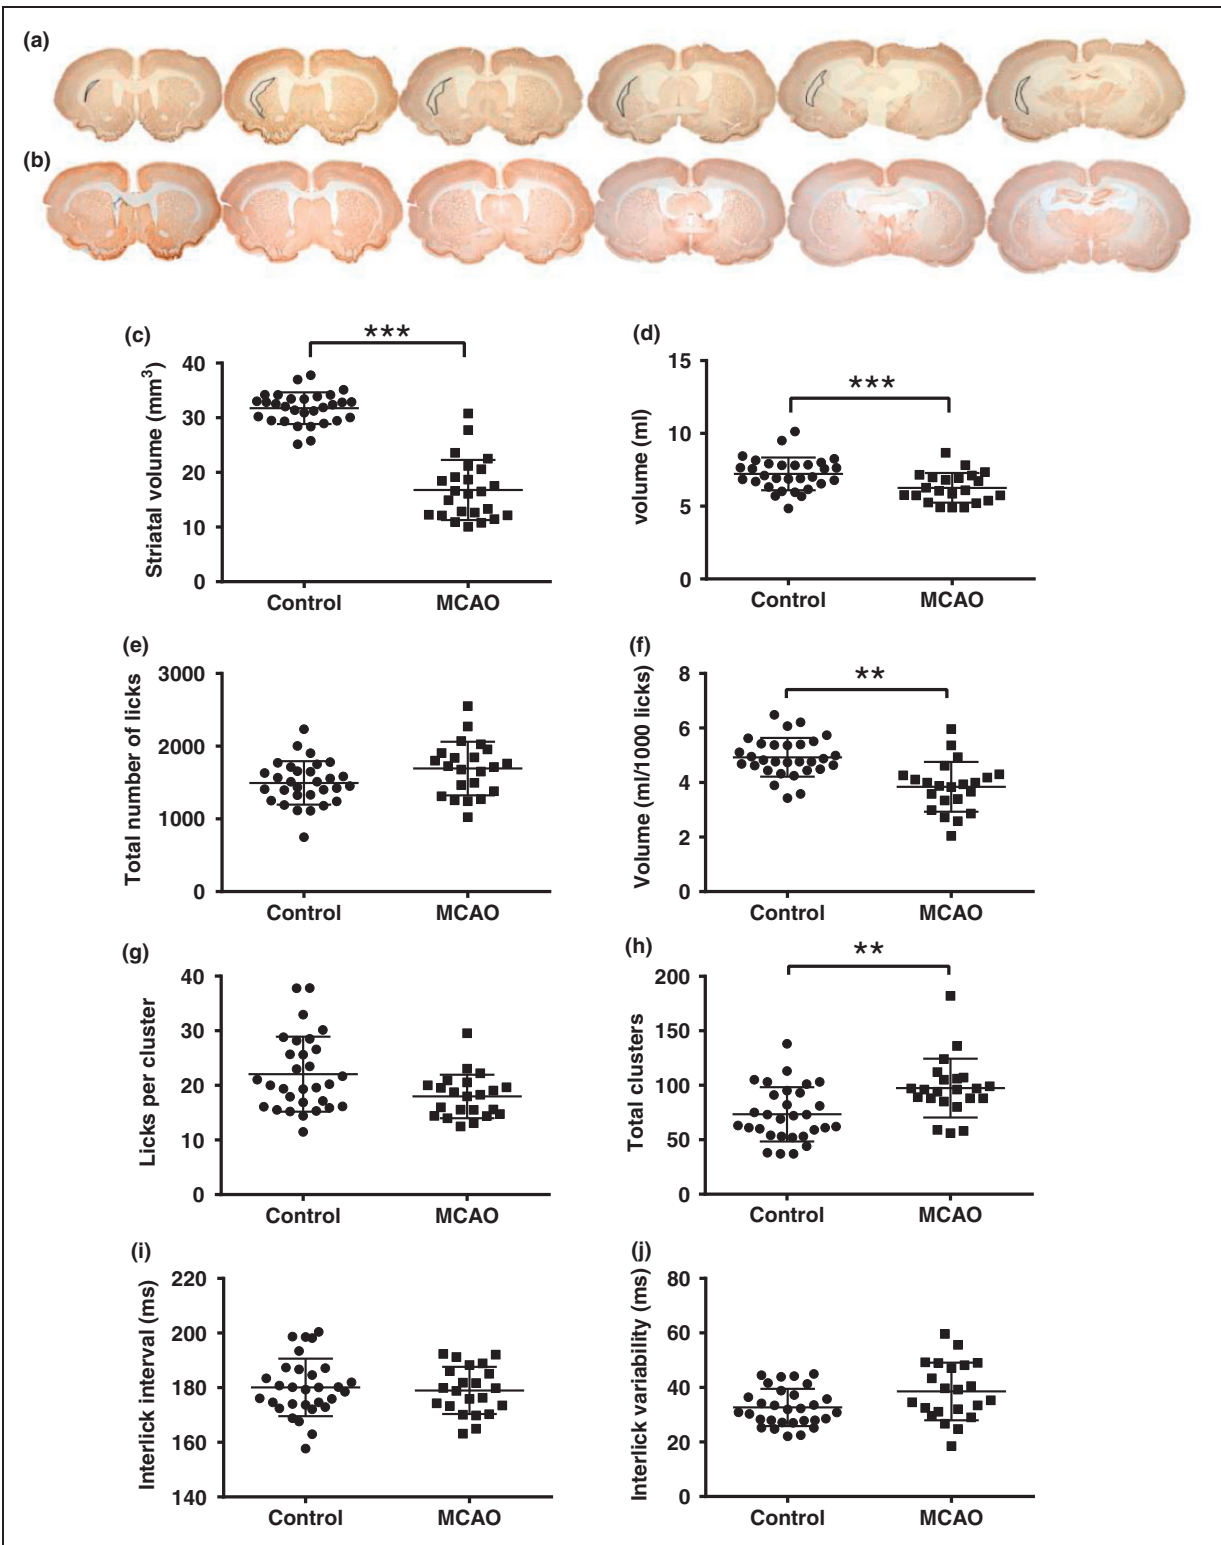 (a)
(b)
(c)
***
Striatal volume (mm³)
40
30
20
10
0
Control
MCAO
(d)
***
volume (ml)
15
10
5
0
Control
MCAO
(e)
Total number of licks
3000
2000
1000
0
Control
MCAO
(f)
**
Volume (ml/1000 licks)
8
6
4
2
0
Control
MCAO
(g)
Licks per cluster
40
30
20
10
0
Control
MCAO
(h)
**
Total clusters
200
150
100
50
0
Control
MCAO
(i)
Interlick interval (ms)
220
200
180
160
140
Control
MCAO
(j)
Interlick variability (ms)
80
60
40
20
0
Control
MCAO